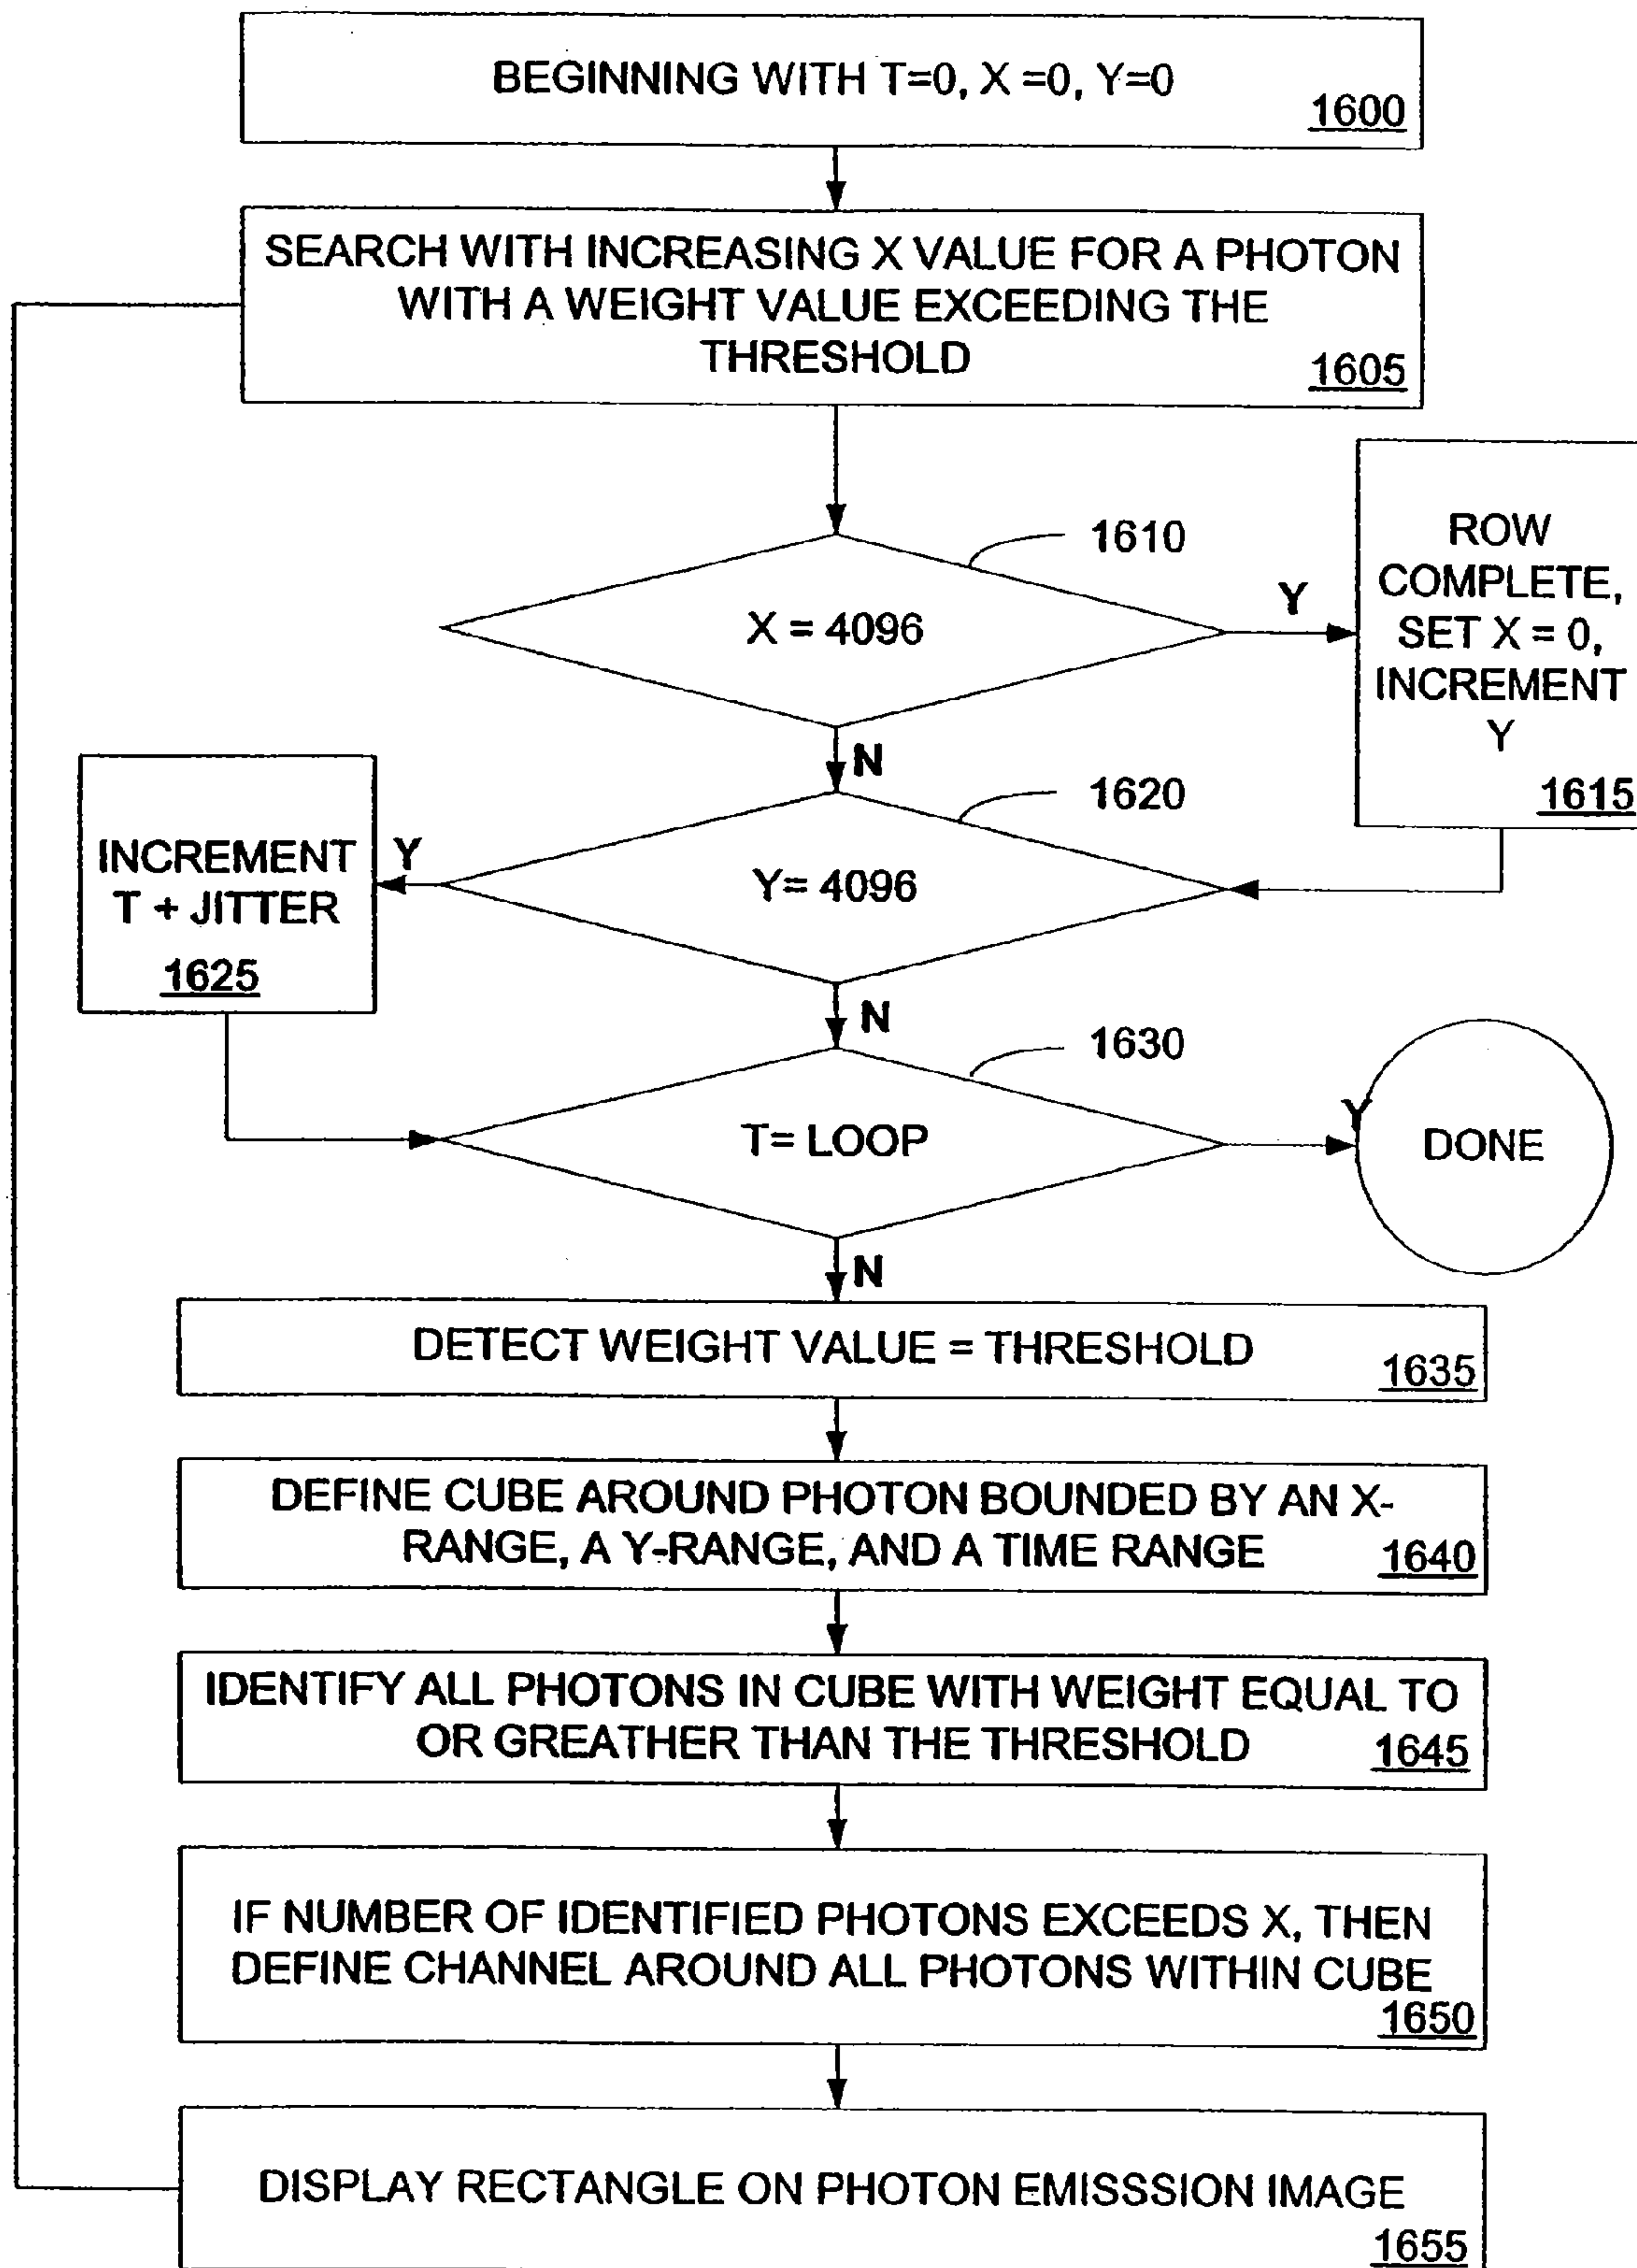 BEGINNING WITH T=0, X =0, Y=0
1600
SEARCH WITH INCREASING X VALUE FOR A PHOTON
WITH A WEIGHT VALUE EXCEEDING THE
THRESHOLD
1605
1610
X = 4096
Y
ROW
COMPLETE,
SET X = 0,
INCREMENT
Y
1615
N
1620
Y= 4096
Y
INCREMENT
T + JITTER
1625
N
1630
T= LOOP
Y
DONE
N
DETECT WEIGHT VALUE = THRESHOLD
1635
DEFINE CUBE AROUND PHOTON BOUNDED BY AN X-
RANGE, A Y-RANGE, AND A TIME RANGE
1640
IDENTIFY ALL PHOTONS IN CUBE WITH WEIGHT EQUAL TO
OR GREATHER THAN THE THRESHOLD
1645
IF NUMBER OF IDENTIFIED PHOTONS EXCEEDS X, THEN
DEFINE CHANNEL AROUND ALL PHOTONS WITHIN CUBE
1650
DISPLAY RECTANGLE ON PHOTON EMISSSION IMAGE
1655